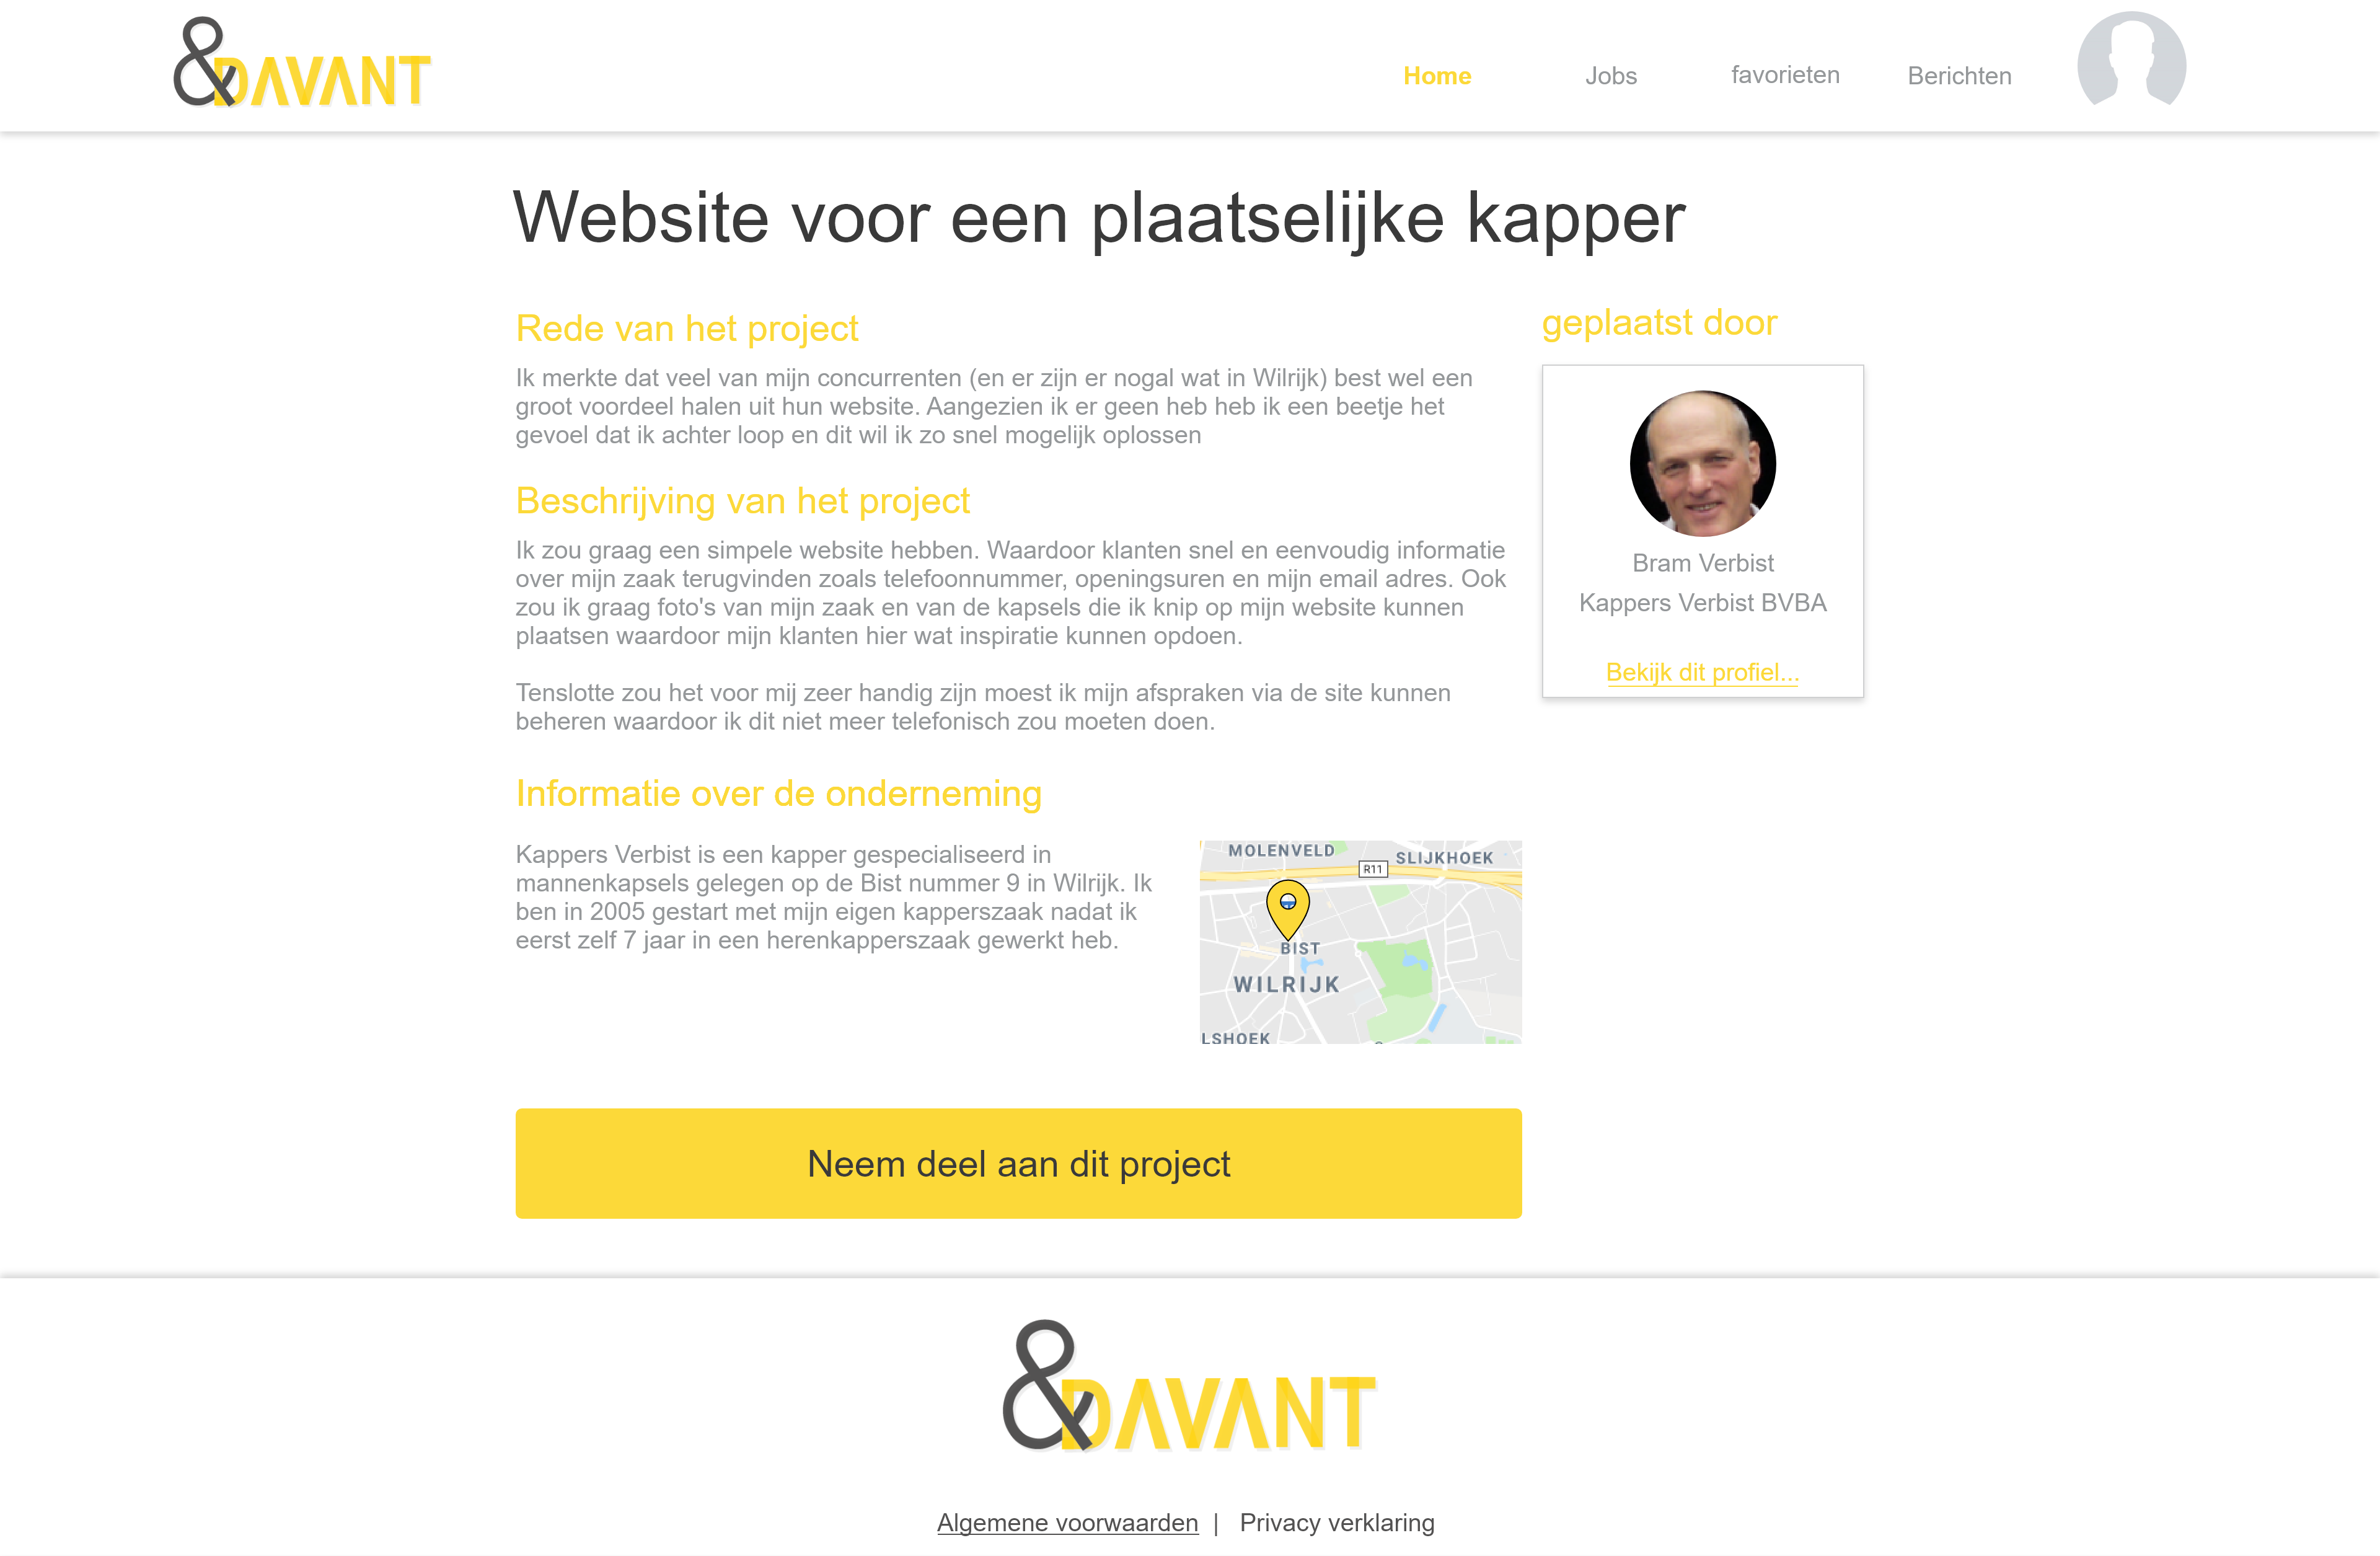 &DAVANT
Home
Jobs
favorieten
Berichten
Website voor een plaatselijke kapper
Rede van het project
Ik merkte dat veel van mijn concurrenten (en er zijn er nogal wat in Wilrijk) best wel een
groot voordeel halen uit hun website. Aangezien ik er geen heb heb ik een beetje het
gevoel dat ik achter loop en dit wil ik zo snel mogelijk oplossen
Beschrijving van het project
Ik zou graag een simpele website hebben. Waardoor klanten snel en eenvoudig informatie
over mijn zaak terugvinden zoals telefoonnummer, openingsuren en mijn email adres. Ook
zou ik graag foto's van mijn zaak en van de kapsels die ik knip op mijn website kunnen
plaatsen waardoor mijn klanten hier wat inspiratie kunnen opdoen.
Tenslotte zou het voor mij zeer handig zijn moest ik mijn afspraken via de site kunnen
beheren waardoor ik dit niet meer telefonisch zou moeten doen.
geplaatst door
Bram Verbist
Kappers Verbist BVBA
Bekijk dit profiel...
Informatie over de onderneming
Kappers Verbist is een kapper gespecialiseerd in
mannenkapsels gelegen op de Bist nummer 9 in Wilrijk. Ik
ben in 2005 gestart met mijn eigen kapperszaak nadat ik
eerst zelf 7 jaar in een herenkapperszaak gewerkt heb.
MOLENVELD
SLIJKHOEK
R11
BIST
WILRIJK
LSHOEK
Neem deel aan dit project
&DAVANT
Algemene voorwaarden | Privacy verklaring